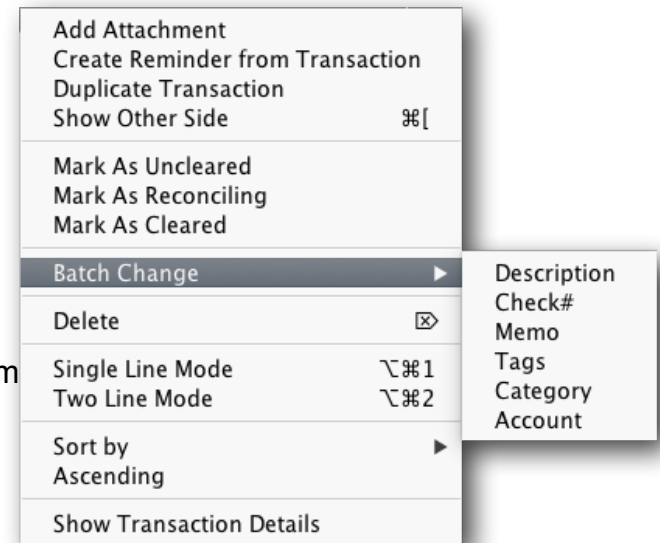 Add Attachment
Create Reminder from Transaction
Duplicate Transaction
Show Other Side ⌘[
Mark As Uncleared
Mark As Reconciling
Mark As Cleared
Batch Change ▶
Description
Check#
Memo
Tags
Category
Account
Delete ⌦
m
Single Line Mode ⌥⌘1
Two Line Mode ⌥⌘2
Sort by ▶
Ascending
Show Transaction Details